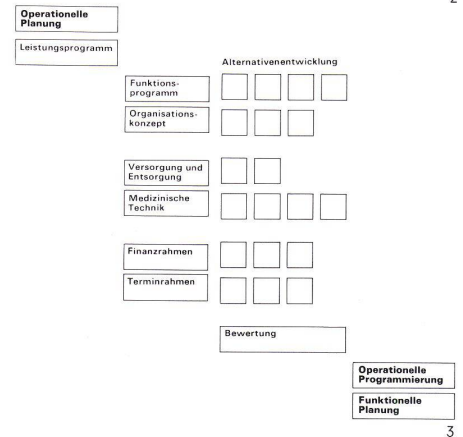 2
Operationelle
Planung
Leistungsprogramm
Alternativenentwicklung
Funktions-
programm
Organisations-
konzept
Versorgung und
Entsorgung
Medizinische
Technik
Finanzrahmen
Terminrahmen
Bewertung
Operationelle
Programmierung
Funktionelle
Planung
3